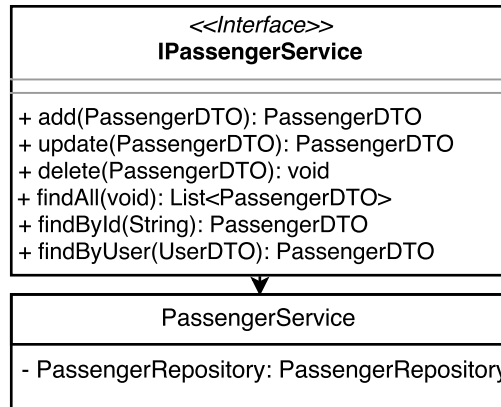 <<Interface>>
IPassengerService
+ add(PassengerDTO): PassengerDTO
+ update(PassengerDTO): PassengerDTO
+ delete(PassengerDTO): void
+ findAll(void): List<PassengerDTO>
+ findById(String): PassengerDTO
+ findByUser(UserDTO): PassengerDTO
PassengerService
- PassengerRepository: PassengerRepository